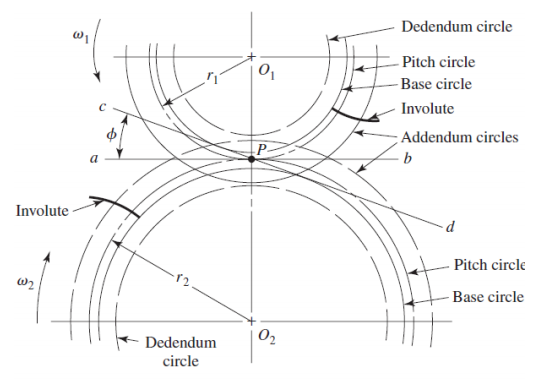 Dedendum circle
ω1
Pitch circle
O1
r1
Base circle
c
Involute
ϕ
Addendum circles
P
a
b
Involute
d
Pitch circle
r2
ω2
Base circle
O2
Dedendum
circle